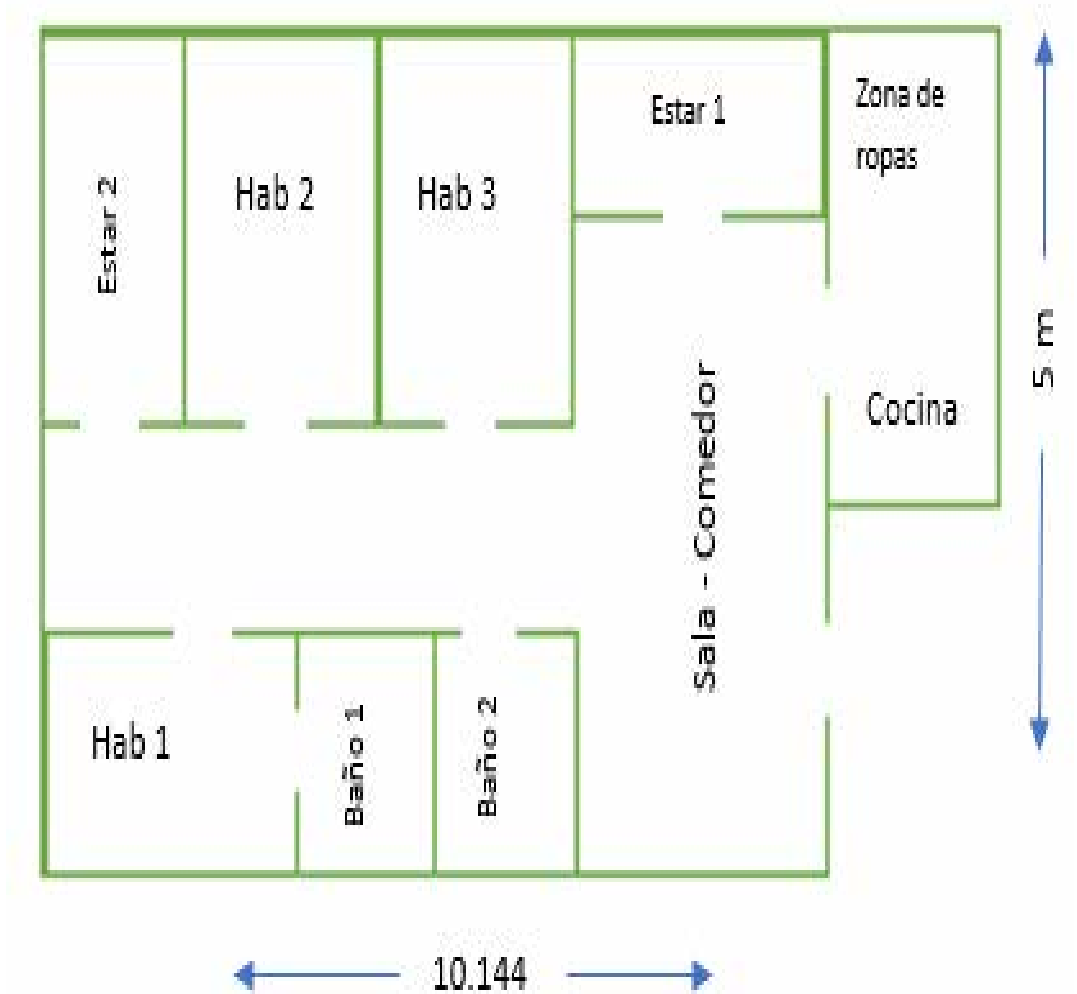 Estar 2
Hab 2
Hab 3
Estar 1
Zona de
ropas
Cocina
Sala - Comedor
5 m
Hab 1
Baño 1
Baño 2
10.144